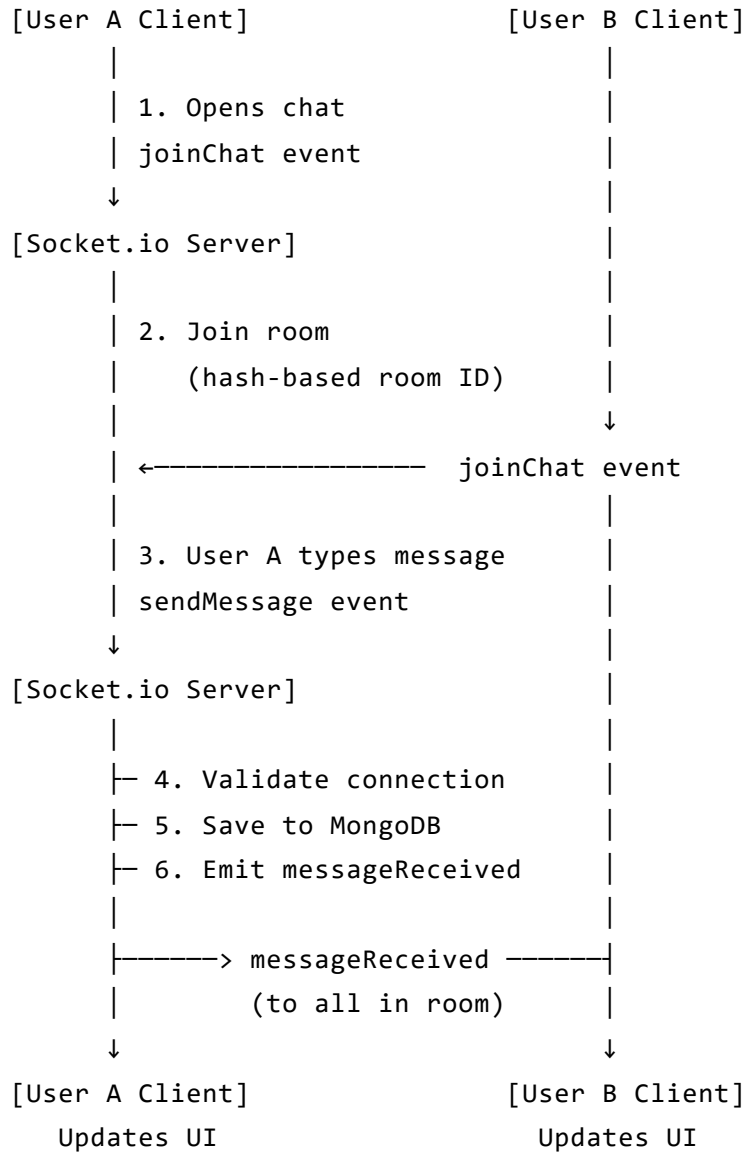 [User A Client] [User B Client]
1. Opens chat
joinChat event
[Socket.io Server]
2. Join room
(hash-based room ID)
joinChat event
3. User A types message
sendMessage event
[Socket.io Server]
4. Validate connection
5. Save to MongoDB
6. Emit messageReceived
messageReceived
(to all in room)
[User A Client] [User B Client]
Updates UI Updates UI